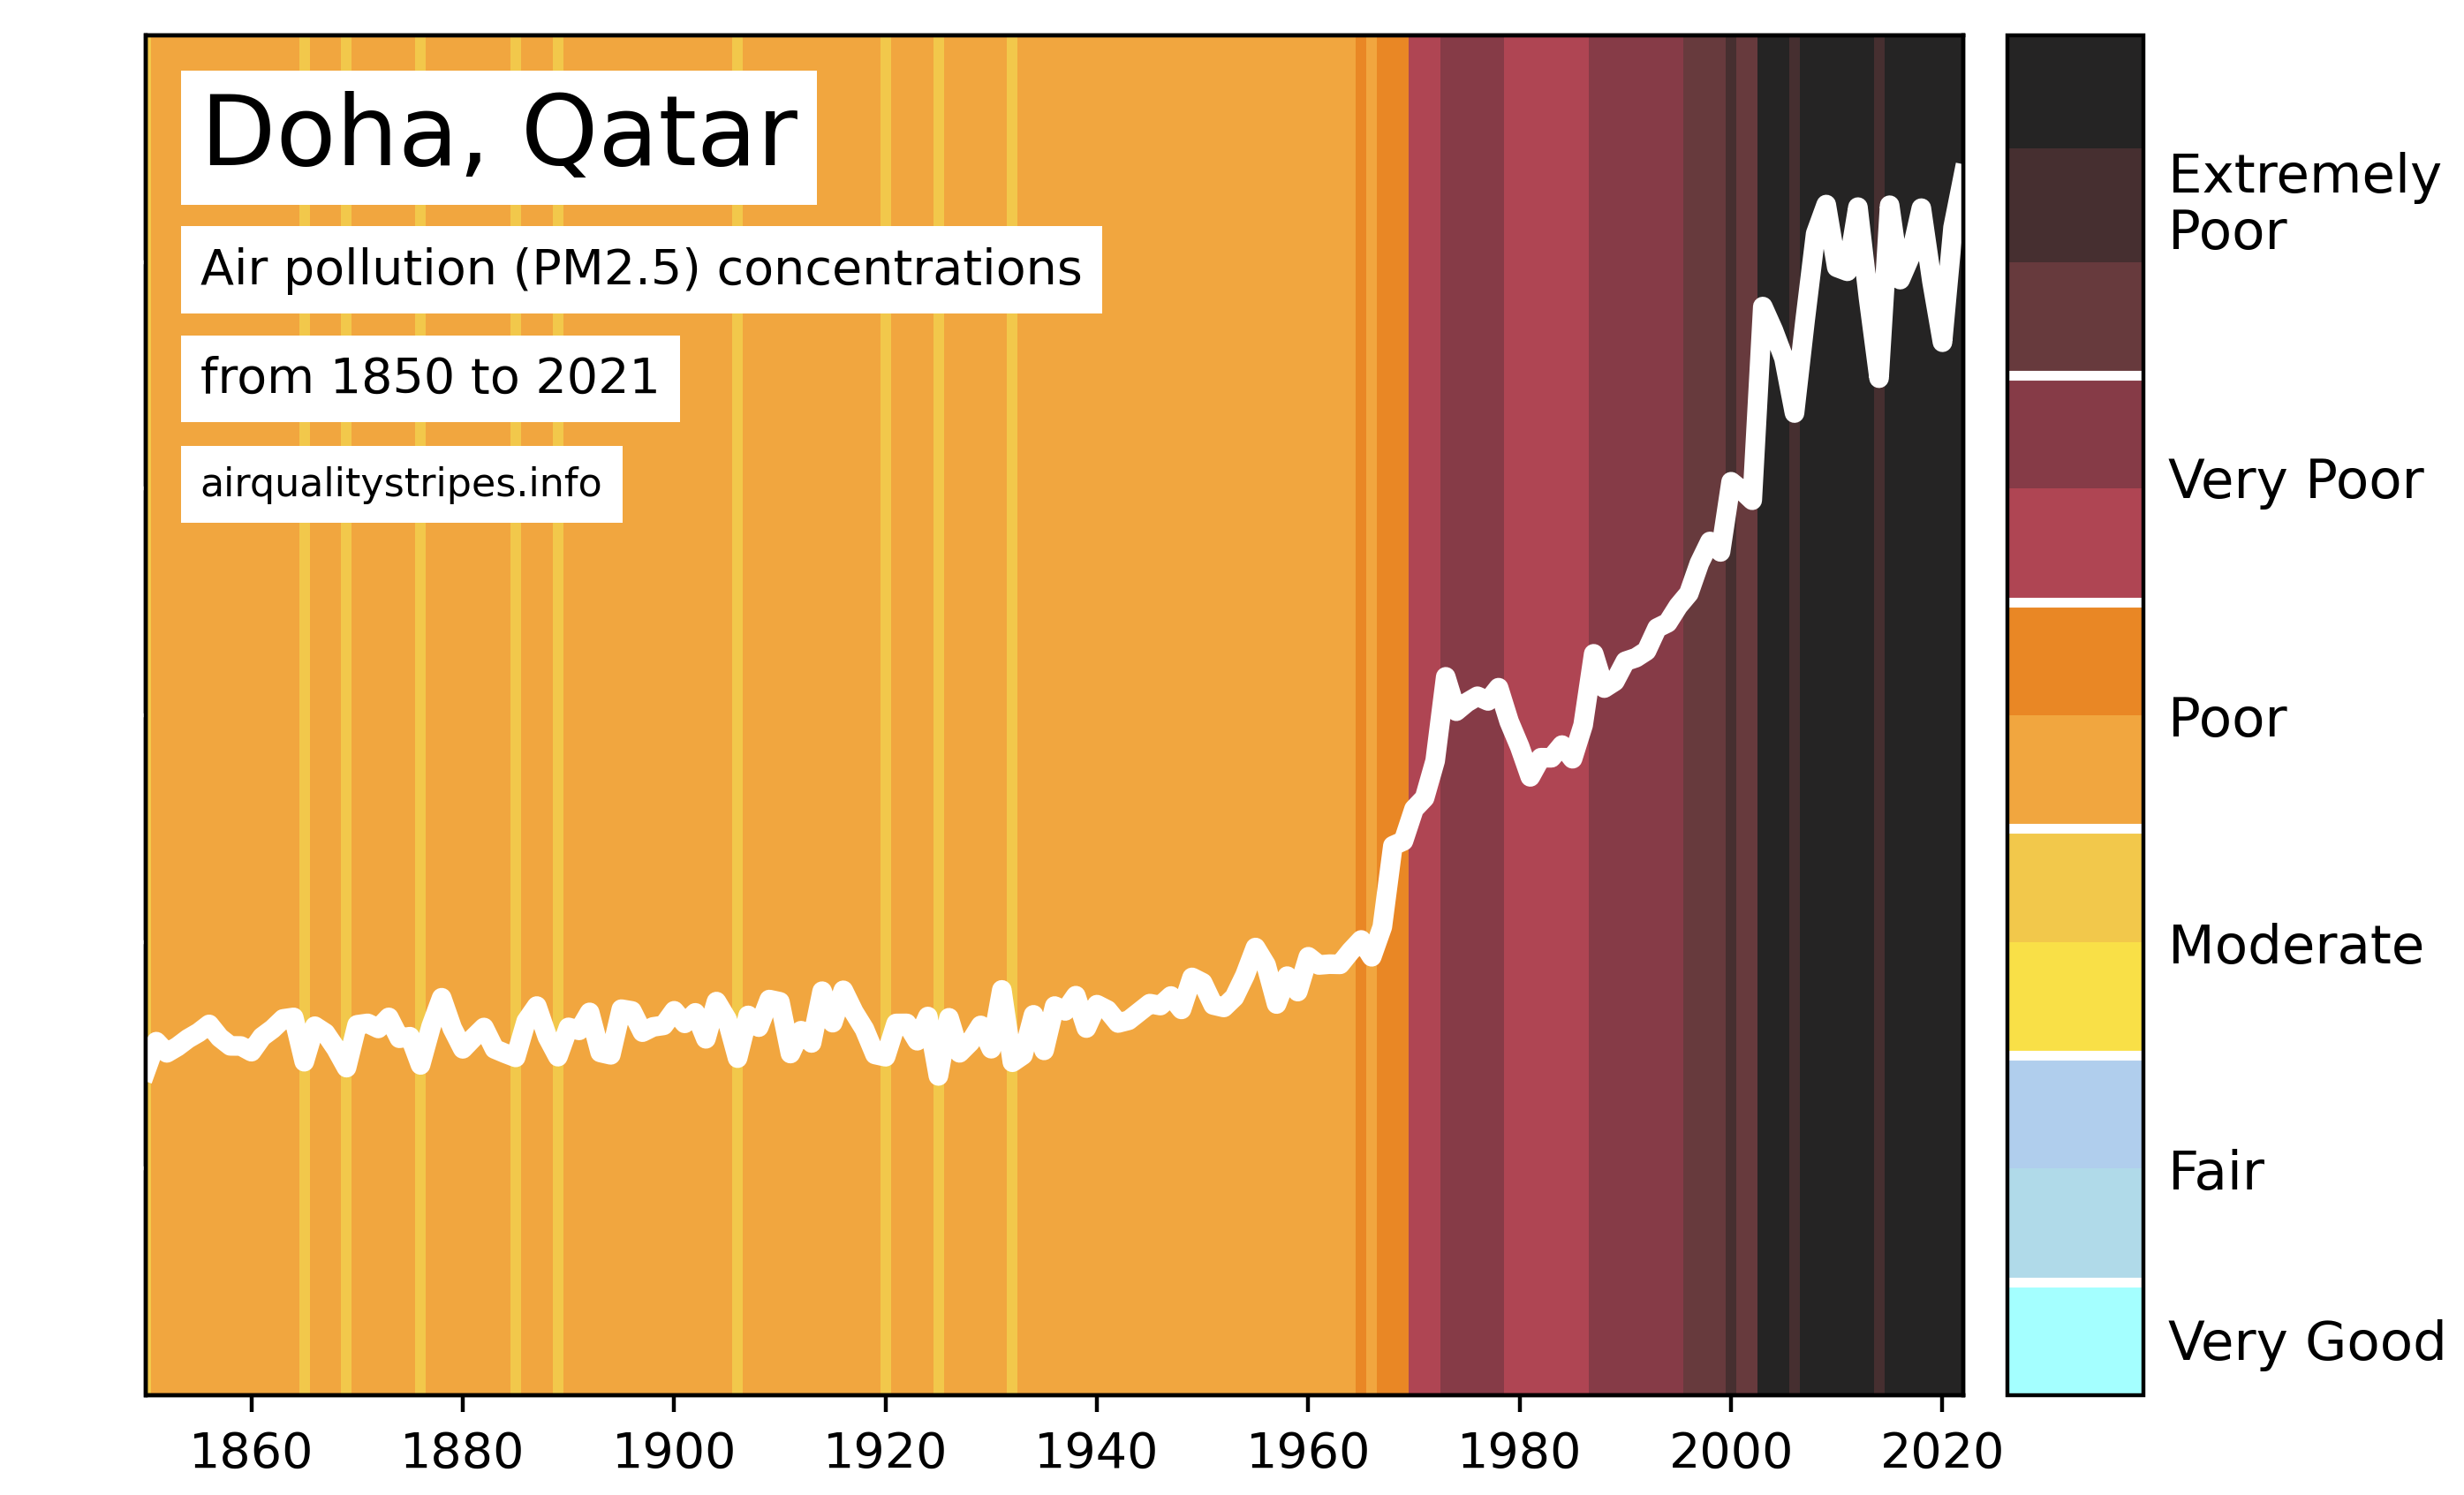 Doha, Qatar
Air pollution (PM2.5) concentrations
from 1850 to 2021
airqualitystripes.info
Extremely
Poor
Very Poor
Poor
Moderate
Fair
Very Good
1860 1880 1900 1920 1940 1960 1980 2000 2020